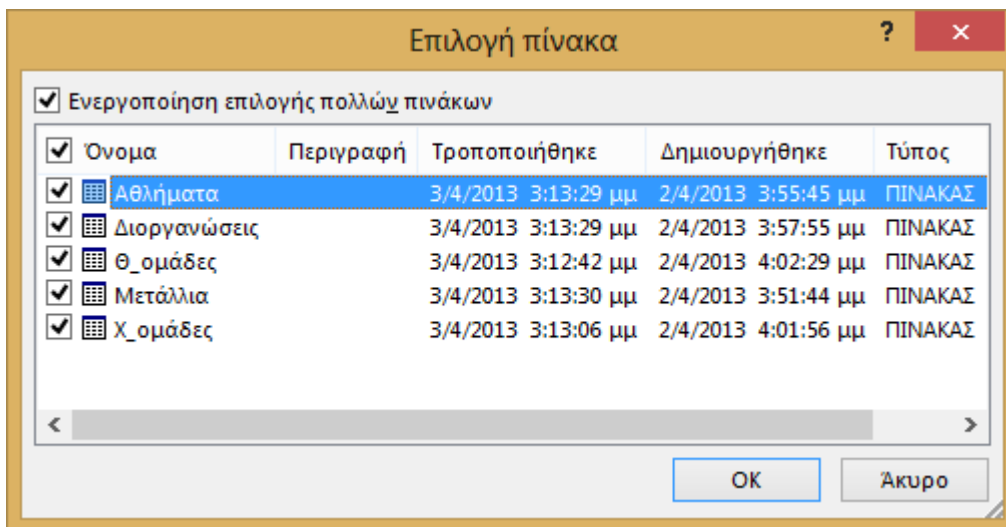 Επιλογή πίνακα ? ×
Ενεργοποίηση επιλογής πολλών πινάκων
Όνομα Περιγραφή Τροποποιήθηκε Δημιουργήθηκε Τύπος
Αθλήματα 3/4/2013 3:13:29 μμ 2/4/2013 3:55:45 μμ ΠΙΝΑΚΑΣ
Διοργανώσεις 3/4/2013 3:13:29 μμ 2/4/2013 3:57:55 μμ ΠΙΝΑΚΑΣ
Θ_ομάδες 3/4/2013 3:12:42 μμ 2/4/2013 4:02:29 μμ ΠΙΝΑΚΑΣ
Μετάλλια 3/4/2013 3:13:30 μμ 2/4/2013 3:51:44 μμ ΠΙΝΑΚΑΣ
Χ_ομάδες 3/4/2013 3:13:06 μμ 2/4/2013 4:01:56 μμ ΠΙΝΑΚΑΣ
OK Άκυρο